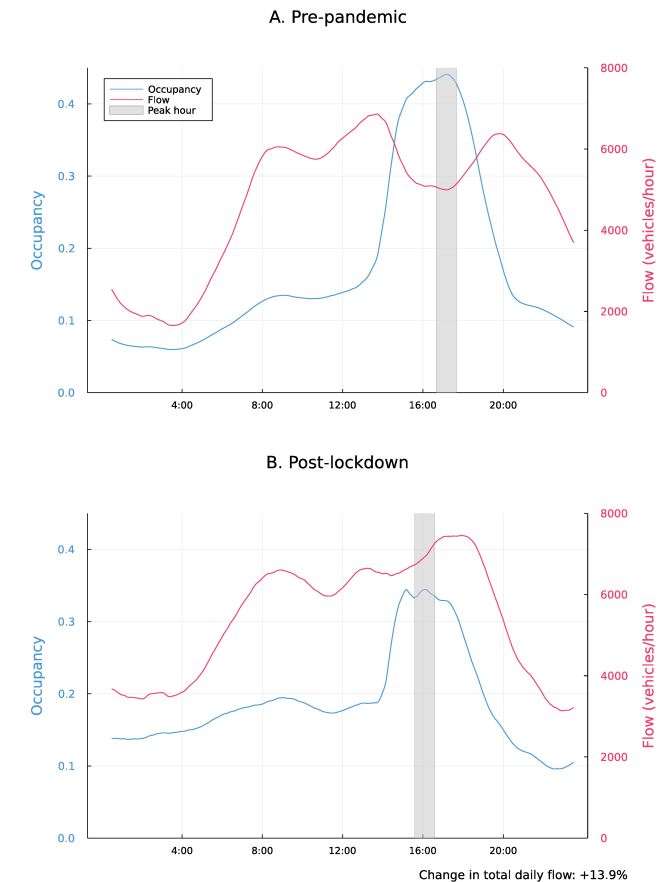 A. Pre-pandemic
Occupancy
Flow
Peak hour
0.4
0.3
0.2
0.1
0.0
Occupancy
8000
6000
4000
2000
0
Flow (vehicles/hour)
4:00 8:00 12:00 16:00 20:00
B. Post-lockdown
0.4
0.3
0.2
0.1
0.0
Occupancy
8000
6000
4000
2000
0
Flow (vehicles/hour)
4:00 8:00 12:00 16:00 20:00
Change in total daily flow: +13.9%